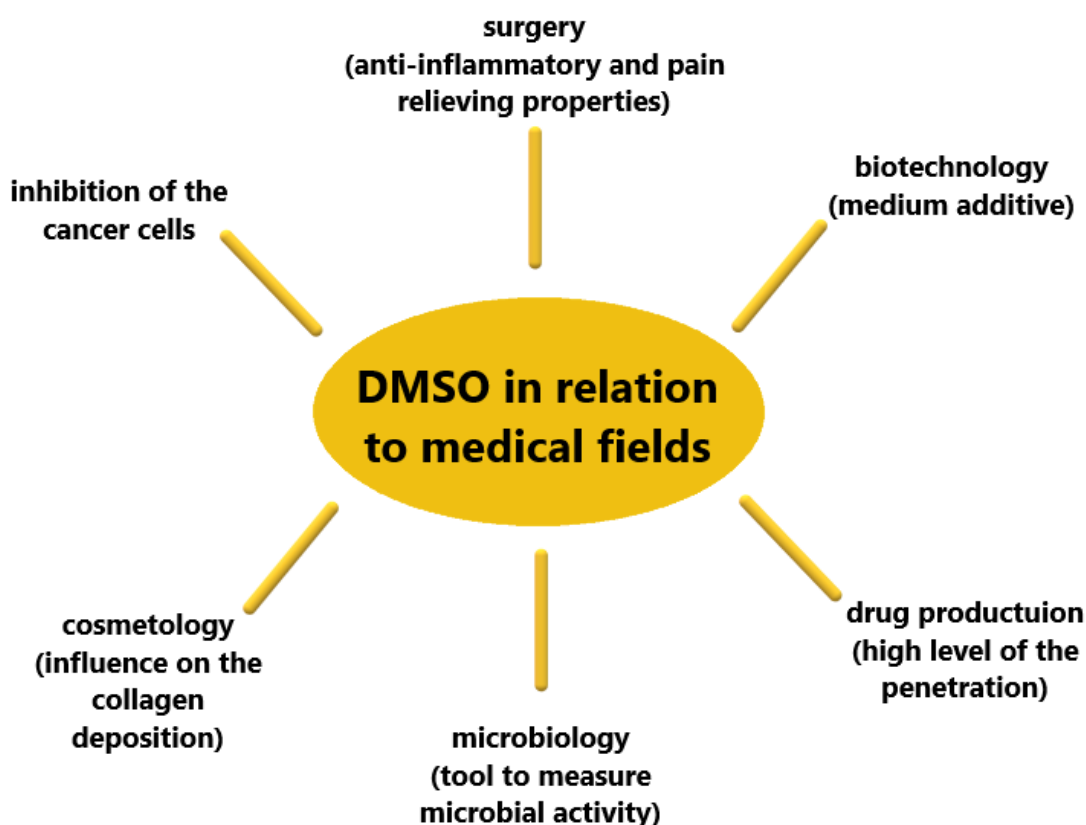 surgery
(anti-inflammatory and pain
relieving properties)
biotechnology
(medium additive)
inhibition of the
cancer cells
DMSO in relation
to medical fields
drug productuion
(high level of the
penetration)
cosmetology
(influence on the
collagen
deposition)
microbiology
(tool to measure
microbial activity)